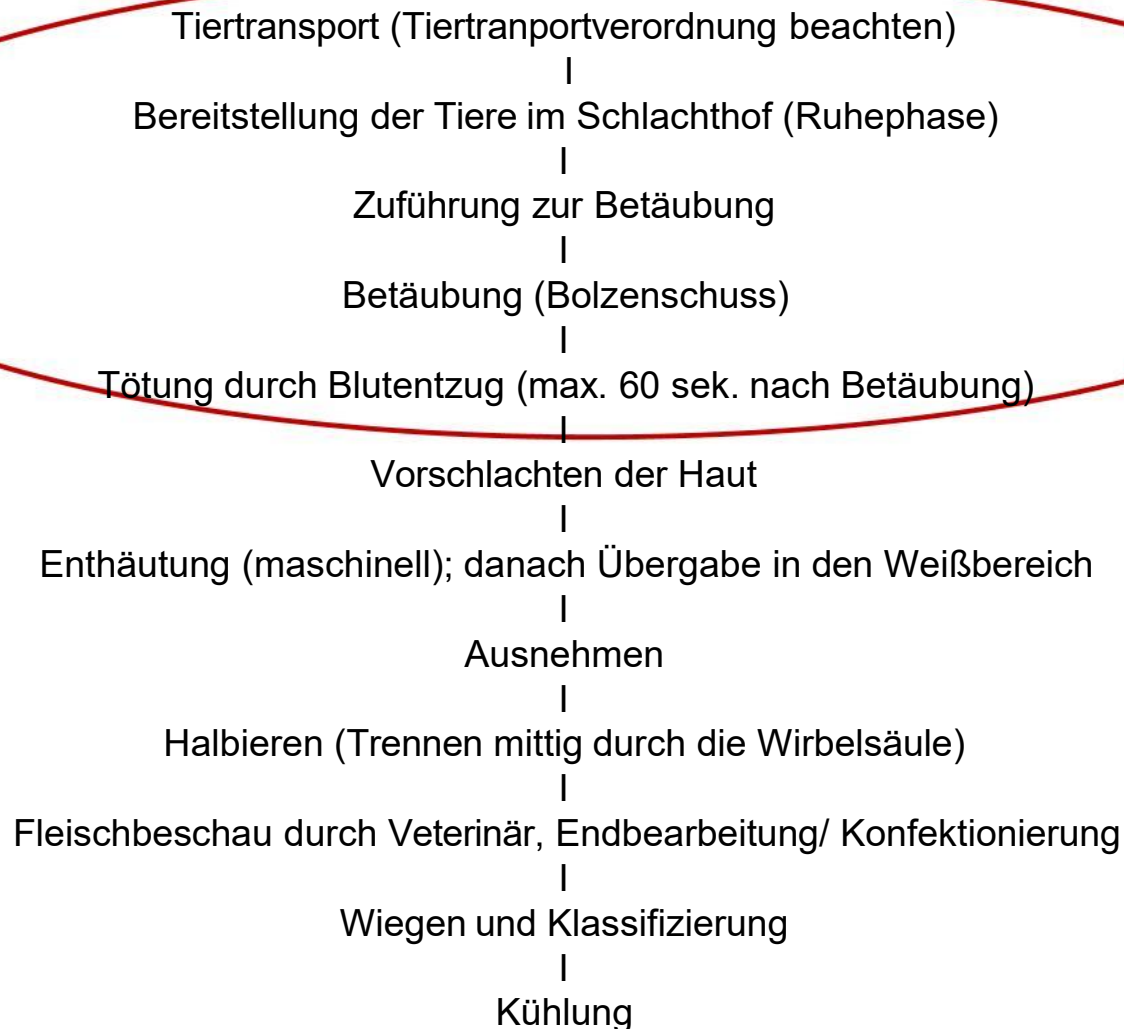 Tiertransport (Tiertranportverordnung beachten)
Bereitstellung der Tiere im Schlachthof (Ruhephase)
Zuführung zur Betäubung
Betäubung (Bolzenschuss)
Tötung durch Blutentzug (max. 60 sek. nach Betäubung)
Vorschlachten der Haut
Enthäutung (maschinell); danach Übergabe in den Weißbereich
Ausnehmen
Halbieren (Trennen mittig durch die Wirbelsäule)
Fleischbeschau durch Veterinär, Endbearbeitung/ Konfektionierung
Wiegen und Klassifizierung
Kühlung